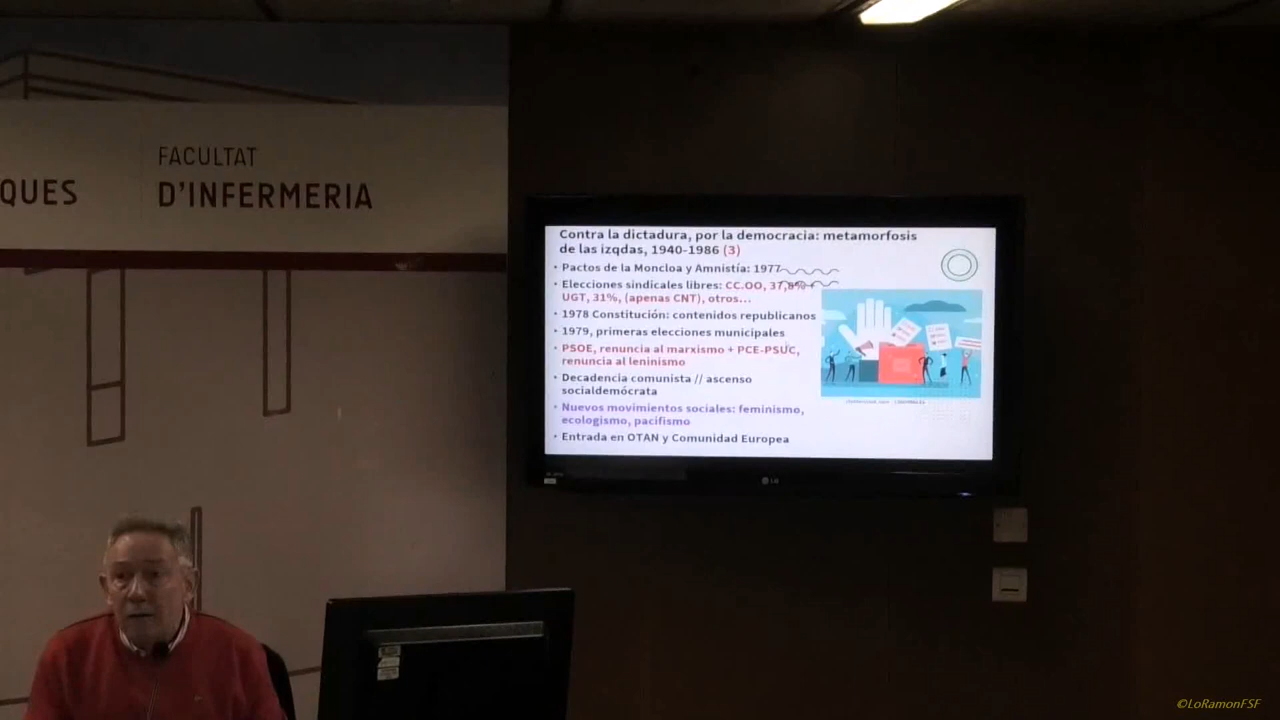 FACULTAT
QUES
D'INFERMERIA
Contra la dictadura, por la democracia: metamorfosis
de las izqdas, 1940-1986 (3)
• Pactos de la Moncloa y Amnistía: 1977
• Elecciones sindicales libres: CC.OO, 37,8% +
UGT, 31%, (apenas CNT), otros...
• 1978 Constitución: contenidos republicanos
• 1979, primeras elecciones municipales
• PSOE, renuncia al marxismo + PCE-PSUC,
renuncia al leninismo
• Decadencia comunista // ascenso
socialdemócrata
• Nuevos movimientos sociales: feminismo,
ecologismo, pacifismo
• Entrada en OTAN y Comunidad Europea
LG
©LoRamonFSF